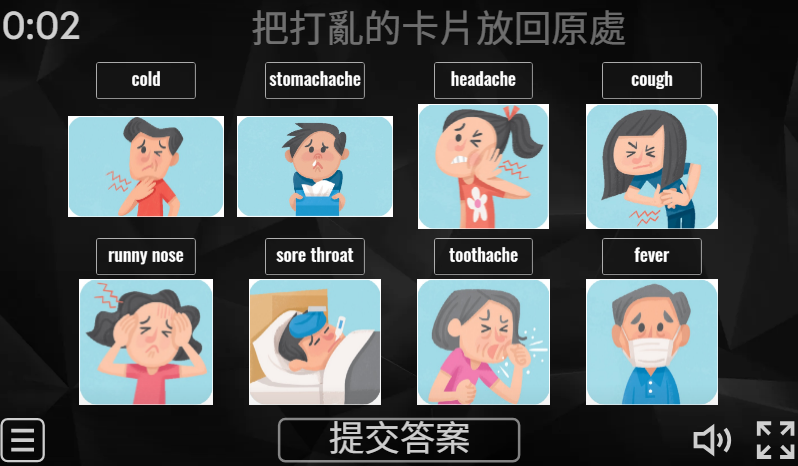 0:02
把打亂的卡片放回原處
cold
stomachache
headache
cough
runny nose
sore throat
toothache
fever
提交答案